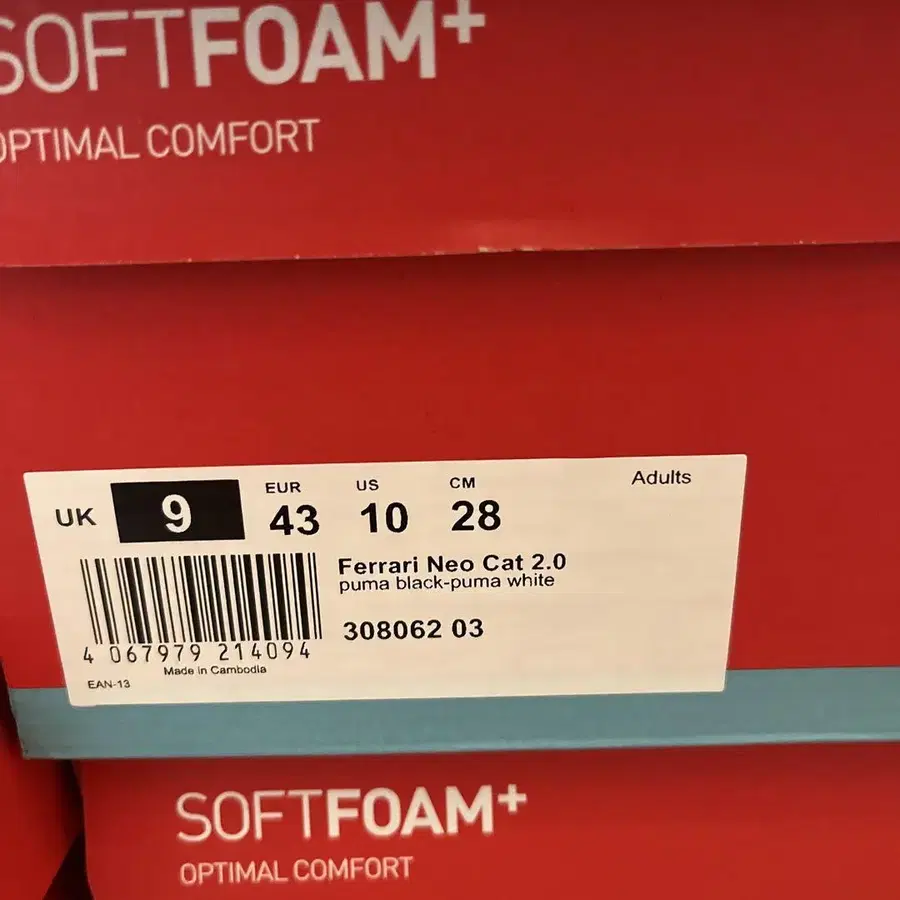 SOFTFOAM+
OPTIMAL COMFORT
UK 9 EUR 43 US 10 CM 28 Adults
Ferrari Neo Cat 2.0
puma black-puma white
308062 03
4 067979 214094
Made in Cambodia
EAN-13
SOFTFOAM+
OPTIMAL COMFORT